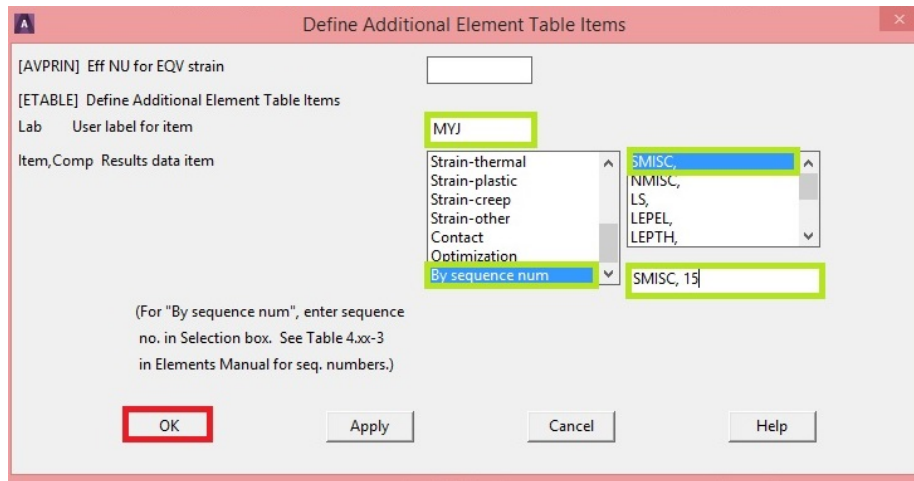 Define Additional Element Table Items
[AVPRIN] Eff NU for EQV strain
[ETABLE] Define Additional Element Table Items
Lab User label for item
MYJ
Item,Comp Results data item
Strain-thermal
Strain-plastic
Strain-creep
Strain-other
Contact
Optimization
By sequence num
SMISC,
NMISC,
LS,
LEPEL,
LEPTH,
SMISC, 15
(For "By sequence num", enter sequence
no. in Selection box. See Table 4.xx-3
in Elements Manual for seq. numbers.)
OK
Apply
Cancel
Help